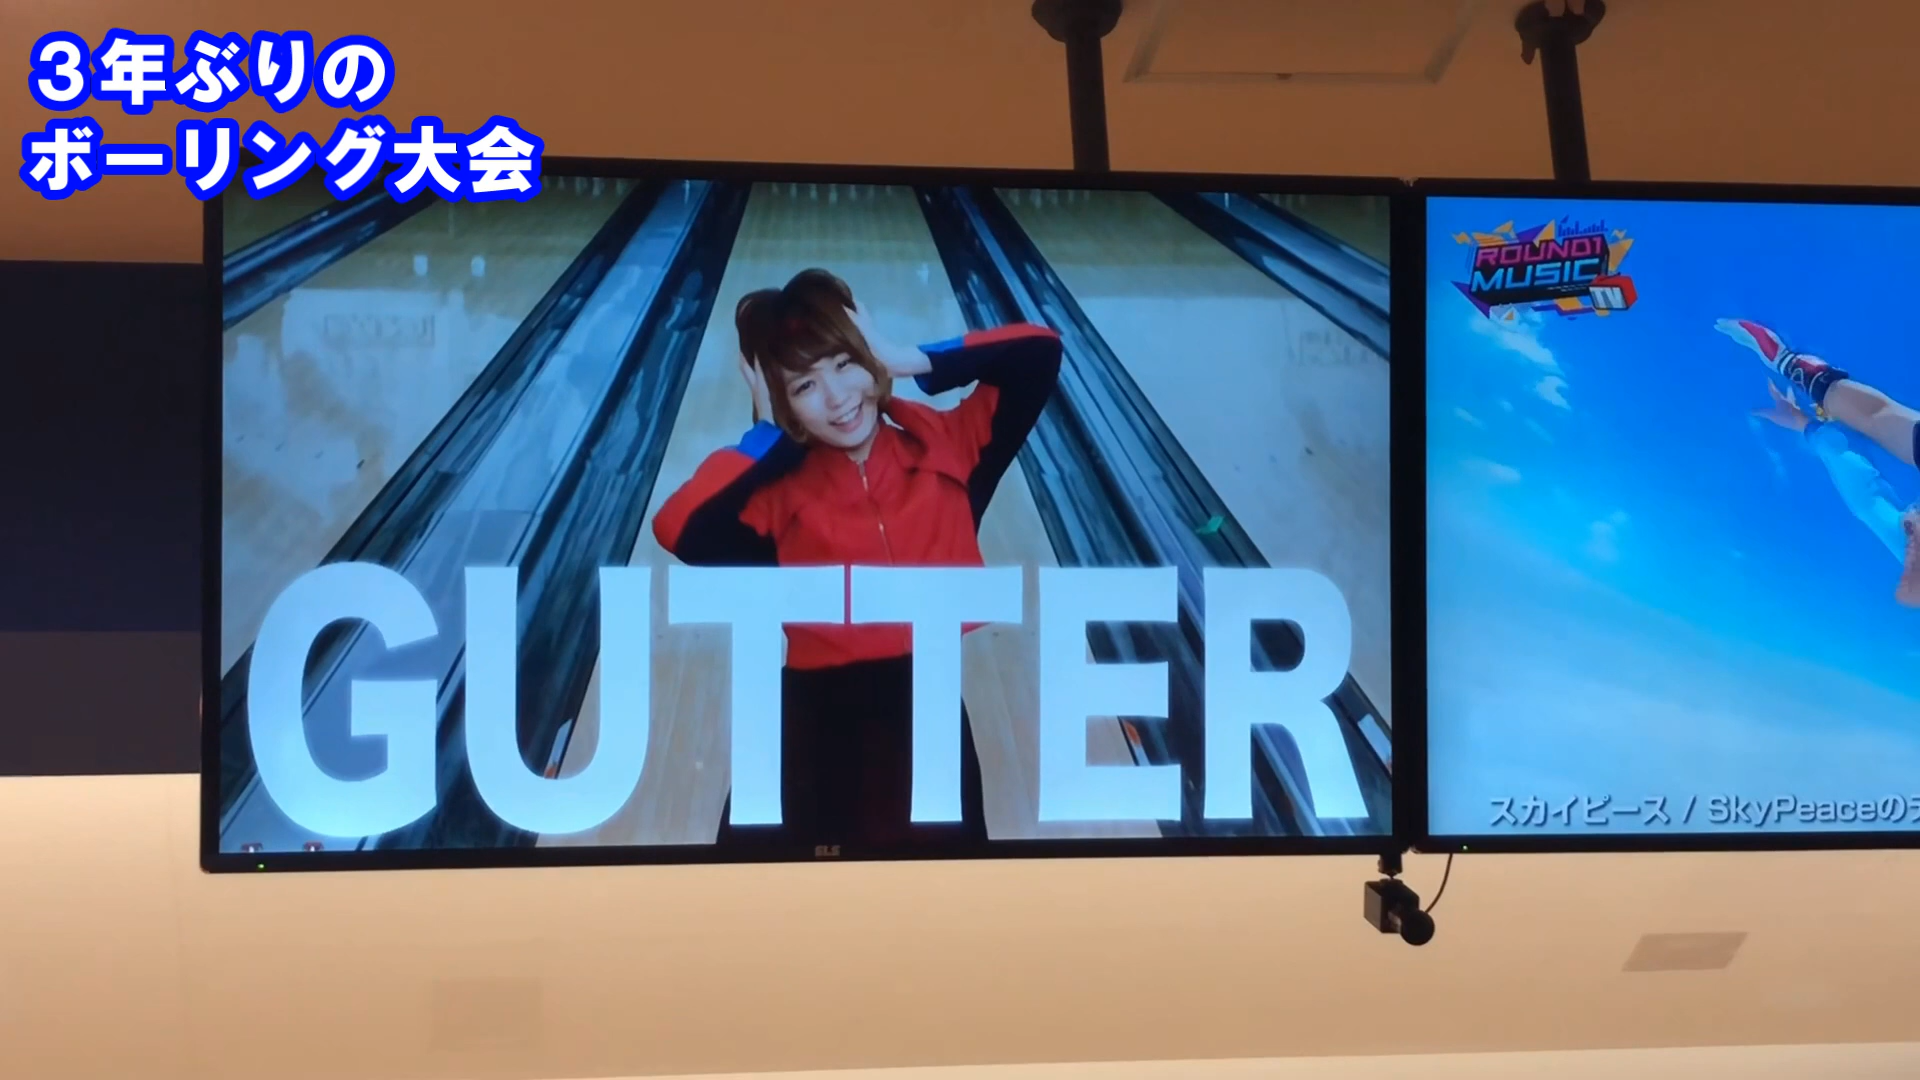 ３年ぶりの
ボーリング大会
ROUND1
MUSIC
TV
GUTTER
スカイピース / SkyPeaceの